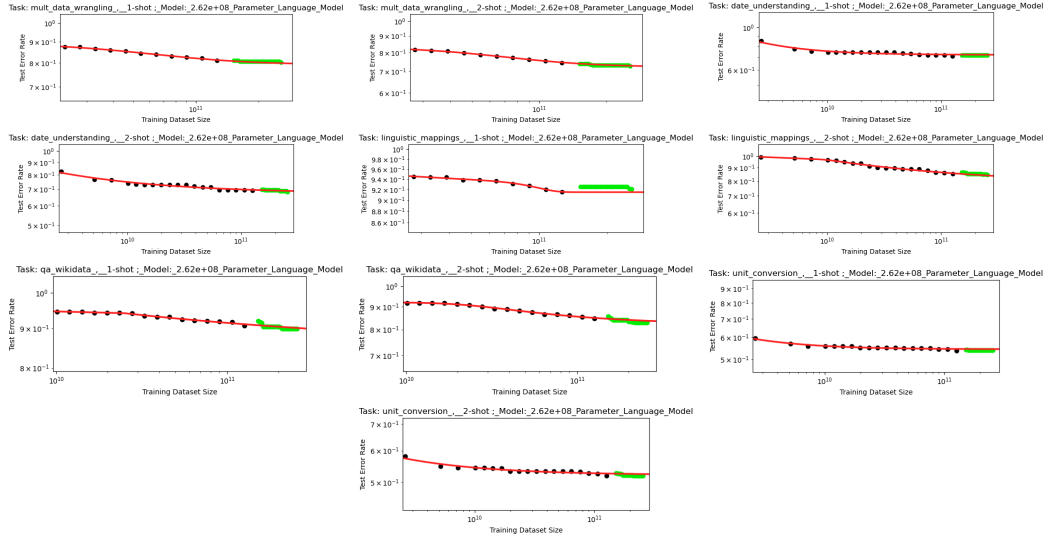 Task: mult_data_wrangling_,__1-shot ;_Model:_2.62e+08_Parameter_Language_Model
10⁰
9 × 10⁻¹
8 × 10⁻¹
7 × 10⁻¹
Test Error Rate
10¹¹
Training Dataset Size
Task: mult_data_wrangling_,__2-shot ;_Model:_2.62e+08_Parameter_Language_Model
10⁰
9 × 10⁻¹
8 × 10⁻¹
7 × 10⁻¹
6 × 10⁻¹
Test Error Rate
10¹¹
Training Dataset Size
Task: date_understanding_,__1-shot ;_Model:_2.62e+08_Parameter_Language_Model
10⁰
6 × 10⁻¹
Test Error Rate
10¹⁰
10¹¹
Training Dataset Size
Task: date_understanding_,__2-shot ;_Model:_2.62e+08_Parameter_Language_Model
10⁰
9 × 10⁻¹
8 × 10⁻¹
7 × 10⁻¹
6 × 10⁻¹
5 × 10⁻¹
Test Error Rate
10¹⁰
10¹¹
Training Dataset Size
Task: linguistic_mappings_,__1-shot ;_Model:_2.62e+08_Parameter_Language_Model
10⁰
9.8 × 10⁻¹
9.6 × 10⁻¹
9.4 × 10⁻¹
9.2 × 10⁻¹
9 × 10⁻¹
8.8 × 10⁻¹
8.6 × 10⁻¹
Test Error Rate
10¹¹
Training Dataset Size
Task: linguistic_mappings_,__2-shot ;_Model:_2.62e+08_Parameter_Language_Model
10⁰
9 × 10⁻¹
8 × 10⁻¹
7 × 10⁻¹
6 × 10⁻¹
Test Error Rate
10¹⁰
10¹¹
Training Dataset Size
Task: qa_wikidata_,__1-shot ;_Model:_2.62e+08_Parameter_Language_Model
10⁰
9 × 10⁻¹
8 × 10⁻¹
Test Error Rate
10¹⁰
10¹¹
Training Dataset Size
Task: qa_wikidata_,__2-shot ;_Model:_2.62e+08_Parameter_Language_Model
10⁰
9 × 10⁻¹
8 × 10⁻¹
7 × 10⁻¹
Test Error Rate
10¹⁰
10¹¹
Training Dataset Size
Task: unit_conversion_,__1-shot ;_Model:_2.62e+08_Parameter_Language_Model
9 × 10⁻¹
8 × 10⁻¹
7 × 10⁻¹
6 × 10⁻¹
5 × 10⁻¹
Test Error Rate
10¹⁰
10¹¹
Training Dataset Size
Task: unit_conversion_,__2-shot ;_Model:_2.62e+08_Parameter_Language_Model
7 × 10⁻¹
6 × 10⁻¹
5 × 10⁻¹
Test Error Rate
10¹⁰
10¹¹
Training Dataset Size